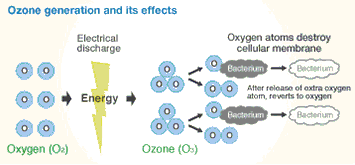 Ozone generation and its effects
Electrical
discharge
Oxygen atoms destroy
cellular membrane
O O
O O
O O
Energy
O
O O
O
O O
O
Bacterium
Bacterium
O O
After release of extra oxygen
atom, reverts to oxygen
O
Bacterium
Bacterium
O O
Oxygen (O₂)
Ozone (O₃)